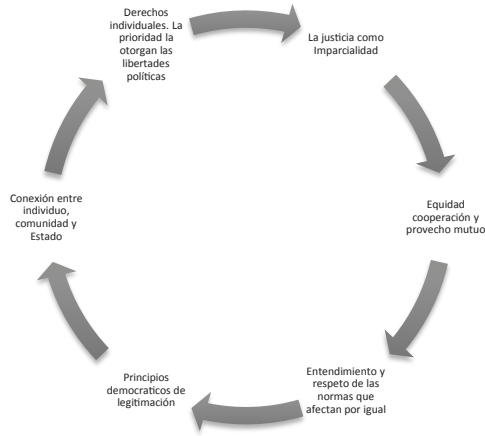 Derechos
individuales. La
prioridad la
otorgan las
libertades
políticas
La justicia como
Imparcialidad
Equidad
cooperación y
provecho mutuo
Entendimiento y
respeto de las
normas que
afectan por igual
Principios
democraticos de
legitimación
Conexión entre
individuo,
comunidad y
Estado